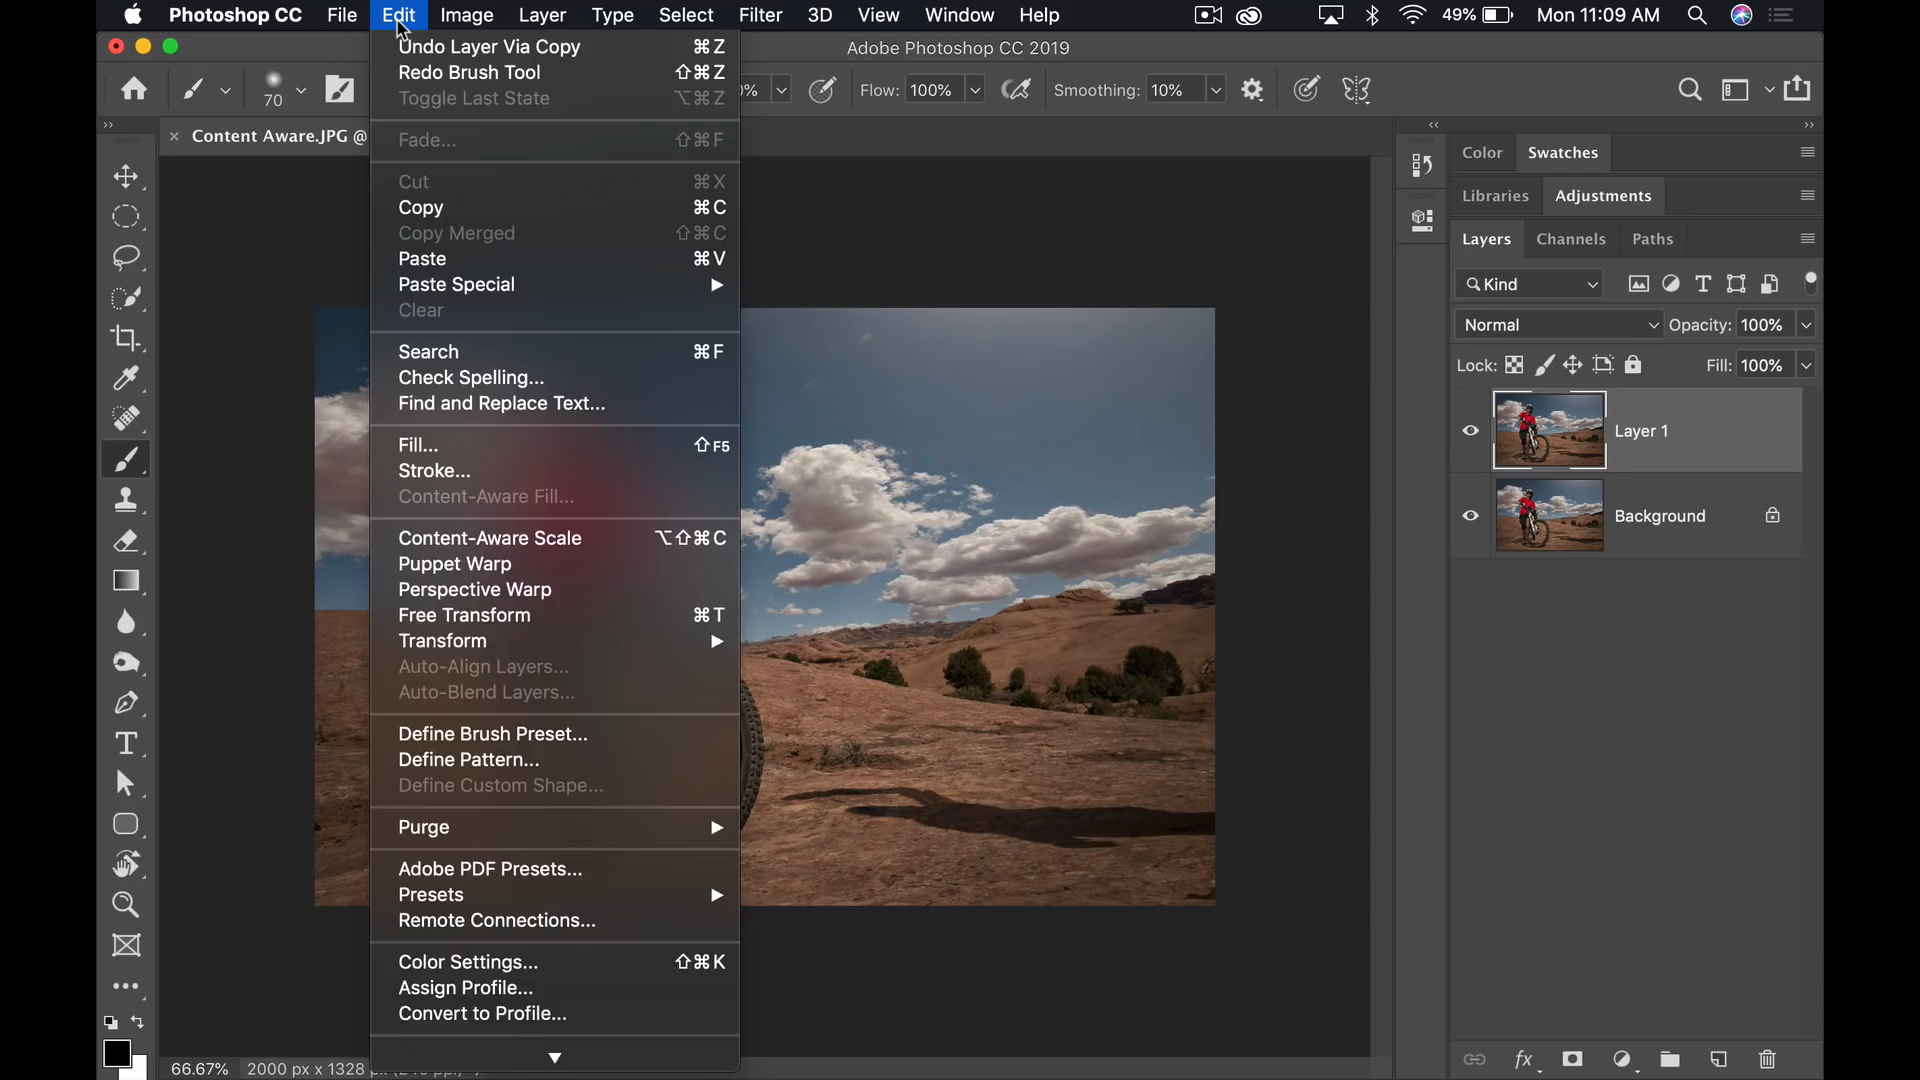 Photoshop CC File Edit Image Layer Type Select Filter 3D View Window Help 49% Mon 11:09 AM
Adobe Photoshop CC 2019
70 0% Flow: 100% Smoothing: 10%
Content Aware.JPG @
Undo Layer Via Copy ⌘Z
Redo Brush Tool ⇧⌘Z
Toggle Last State ⌥⌘Z
Fade... ⇧⌘F
Cut ⌘X
Copy ⌘C
Copy Merged ⇧⌘C
Paste ⌘V
Paste Special
Clear
Search ⌘F
Check Spelling...
Find and Replace Text...
Fill... ⇧F5
Stroke...
Content-Aware Fill...
Content-Aware Scale ⌥⇧⌘C
Puppet Warp
Perspective Warp
Free Transform ⌘T
Transform
Auto-Align Layers...
Auto-Blend Layers...
Define Brush Preset...
Define Pattern...
Define Custom Shape...
Purge
Adobe PDF Presets...
Presets
Remote Connections...
Color Settings... ⇧⌘K
Assign Profile...
Convert to Profile...
Color Swatches
Libraries Adjustments
Layers Channels Paths
Kind
Normal Opacity: 100%
Lock: Fill: 100%
Layer 1
Background
fx
66.67% 2000 px x 1328